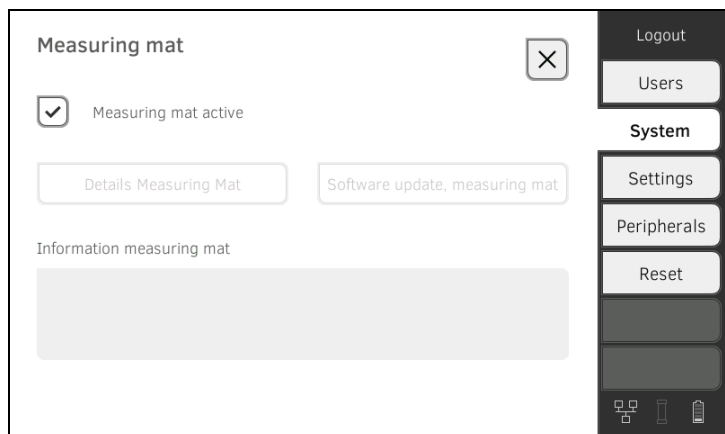 Measuring mat
Measuring mat active
Details Measuring Mat
Software update, measuring mat
Information measuring mat
Logout
Users
System
Settings
Peripherals
Reset